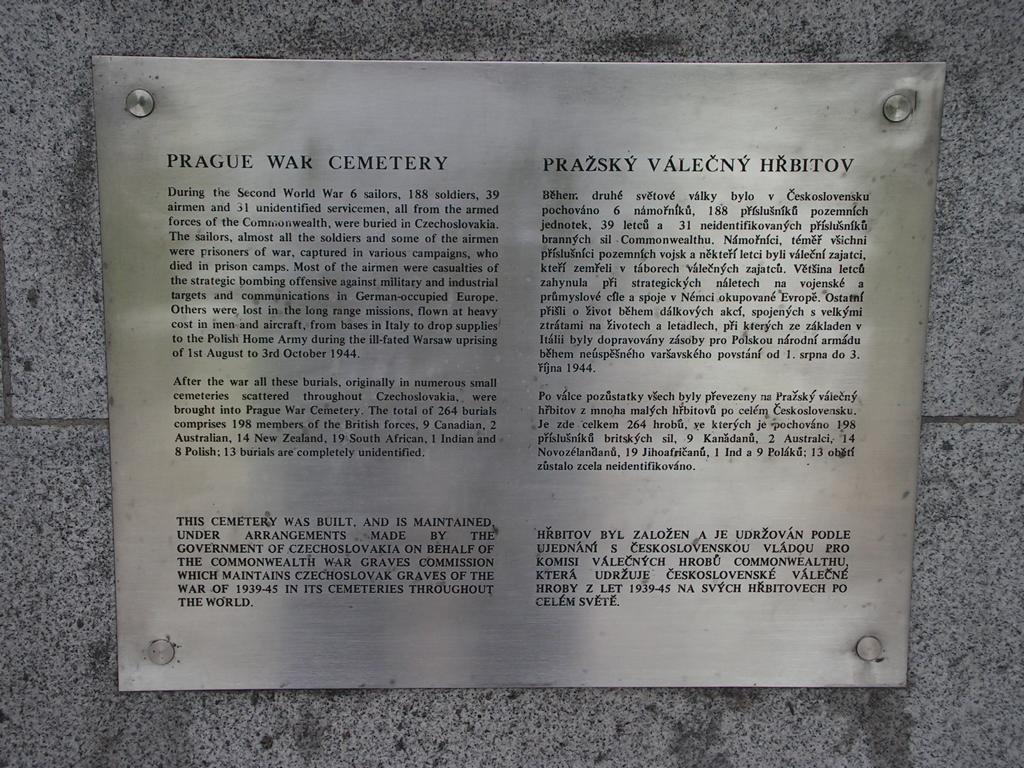 PRAGUE WAR CEMETERY
During the Second World War 6 sailors, 188 soldiers, 39
airmen and 31 unidentified servicemen, all from the armed
forces of the Commonwealth, were buried in Czechoslovakia.
The sailors, almost all the soldiers and some of the airmen
were prisoners of war, captured in various campaigns, who
died in prison camps. Most of the airmen were casualties of
the strategic bombing offensive against military and industrial
targets and communications in German-occupied Europe.
Others were lost in the long range missions, flown at heavy
cost in men and aircraft, from bases in Italy to drop supplies
to the Polish Home Army during the ill-fated Warsaw uprising
of 1st August to 3rd October 1944.
After the war all these burials, originally in numerous small
cemeteries scattered throughout Czechoslovakia, were
brought into Prague War Cemetery. The total of 264 burials
comprises 198 members of the British forces, 9 Canadian, 2
Australian, 14 New Zealand, 19 South African, 1 Indian and
8 Polish; 13 burials are completely unidentified.
THIS CEMETERY WAS BUILT, AND IS MAINTAINED,
UNDER ARRANGEMENTS MADE BY THE
GOVERNMENT OF CZECHOSLOVAKIA ON BEHALF OF
THE COMMONWEALTH WAR GRAVES COMMISSION
WHICH MAINTAINS CZECHOSLOVAK GRAVES OF THE
WAR OF 1939-45 IN ITS CEMETERIES THROUGHOUT
THE WORLD.
PRAŽSKÝ VÁLEČNÝ HŘBITOV
Během druhé světové války bylo v Československu
pochováno 6 námořníků, 188 příslušníků pozemních
jednotek, 39 letců a 31 neidentifikovaných příslušníků
branných sil Commonwealthu. Námořníci, téměř všichni
příslušníci pozemních vojsk a někteří letci byli váleční zajatci,
kteří zemřeli v táborech válečných zajatců. Většina letců
zahynula při strategických náletech na vojenské a
průmyslové cíle a spoje v Němci okupované Evropě. Ostatní
přišli o život během dálkových akcí, spojených s velkými
ztrátami na životech a letadlech, při kterých ze základen v
Itálii byly dopravovány zásoby pro Polskou národní armádu
během neúspěšného varšavského povstání od 1. srpna do 3.
října 1944.
Po válce pozůstatky všech byly převezeny na Pražský válečný
hřbitov z mnoha malých hřbitovů po celém Československu.
Je zde celkem 264 hrobů, ve kterých je pochováno 198
příslušníků britských sil, 9 Kanaďanů, 2 Australci, 14
Novozélanďanů, 19 Jihoafričanů, 1 Ind a 9 Poláků; 13 obětí
zůstalo zcela neidentifikováno.
HŘBITOV BYL ZALOŽEN A JE UDRŽOVÁN PODLE
UJEDNÁNÍ S ČESKOSLOVENSKOU VLÁDOU PRO
KOMISI VÁLEČNÝCH HROBŮ COMMONWEALTHU,
KTERÁ UDRŽUJE ČESKOSLOVENSKÉ VÁLEČNÉ
HROBY Z LET 1939-45 NA SVÝCH HŘBITOVECH PO
CELÉM SVĚTĚ.